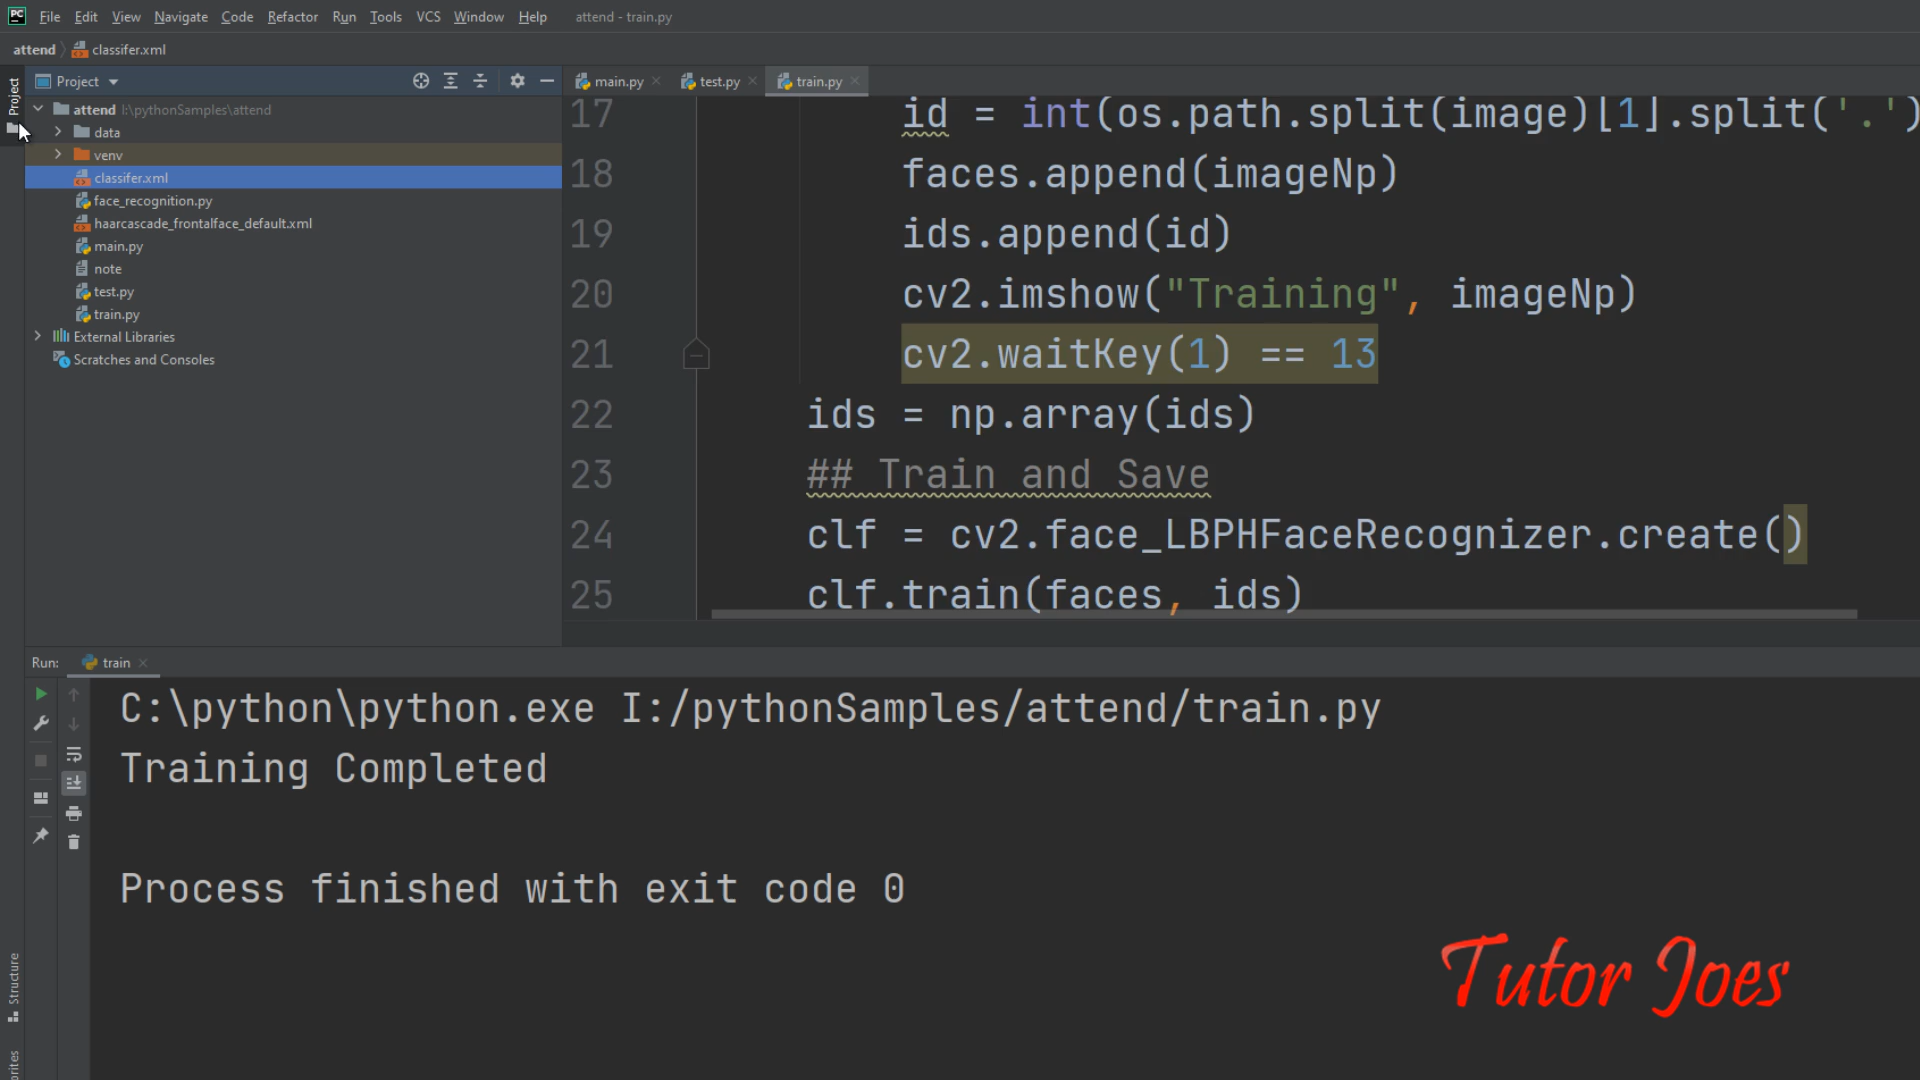 PC File Edit View Navigate Code Refactor Run Tools VCS Window Help attend - train.py
attend classifer.xml
Project
Project
main.py
test.py
train.py
attend I:\pythonSamples\attend
data
venv
classifer.xml
face_recognition.py
haarcascade_frontalface_default.xml
main.py
note
test.py
train.py
External Libraries
Scratches and Consoles
17 id = int(os.path.split(image)[1].split('.')
18 faces.append(imageNp)
19 ids.append(id)
20 cv2.imshow("Training", imageNp)
21 cv2.waitKey(1) == 13
22 ids = np.array(ids)
23 ## Train and Save
24 clf = cv2.face_LBPHFaceRecognizer.create()
25 clf.train(faces, ids)
Run: train
C:\python\python.exe I:/pythonSamples/attend/train.py
Training Completed
Process finished with exit code 0
Structure
Tutor Joes